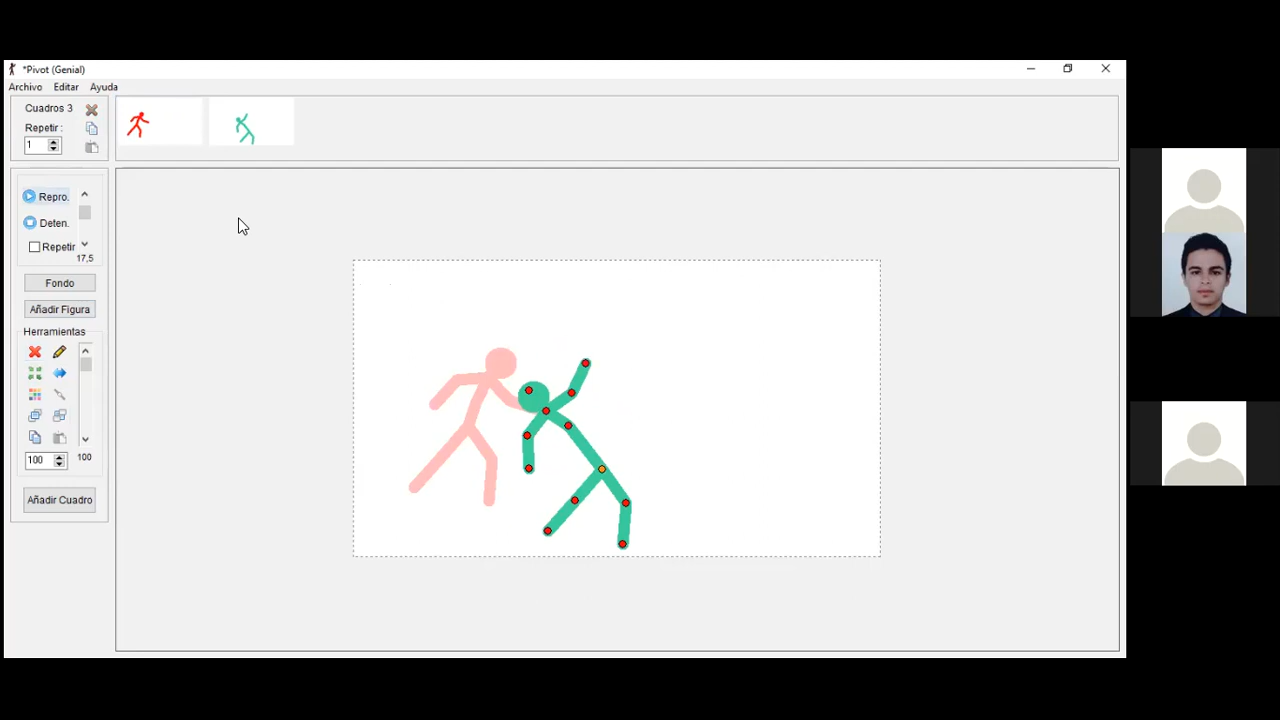 *Pivot (Genial)
Archivo Editar Ayuda
Cuadros 3
Repetir :
1
Repro.
Deten.
Repetir
17,5
Fondo
Añadir Figura
Herramientas
100 100
Añadir Cuadro